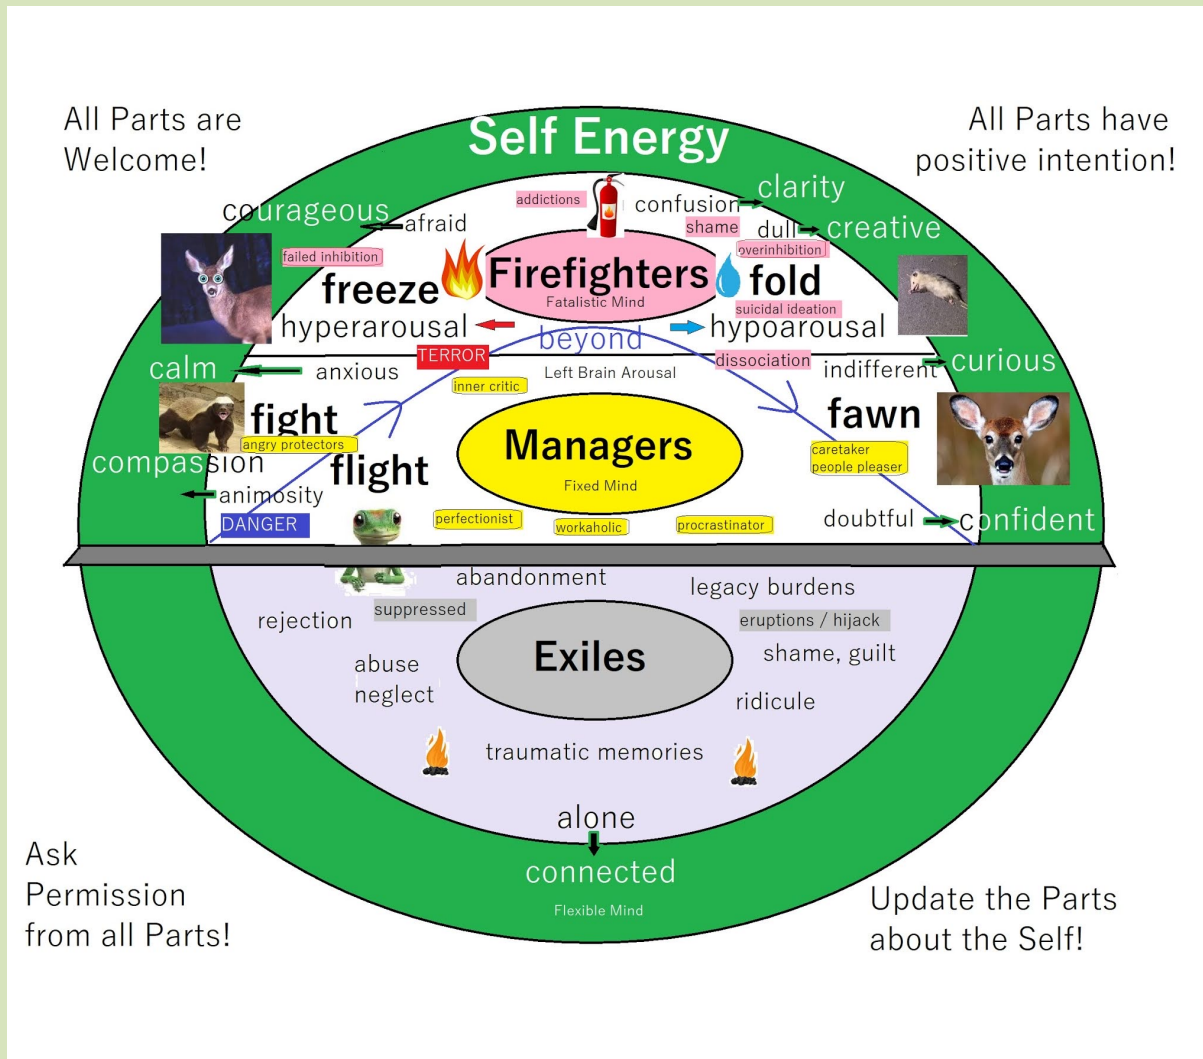 All Parts are
Welcome!
All Parts have
positive intention!
Self Energy
addictions
confusion
clarity
courageous
afraid
shame
dull
creative
failed inhibition
overinhibition
freeze
Firefighters
Fatalistic Mind
fold
suicidal ideation
hyperarousal
beyond
hypoarousal
TERROR
dissociation
calm
anxious
Left Brain Arousal
indifferent
curious
inner critic
fight
angry protectors
fawn
Managers
Fixed Mind
caretaker
people pleaser
compassion
flight
animosity
DANGER
perfectionist
workaholic
procrastinator
doubtful
confident
abandonment
legacy burdens
suppressed
rejection
eruptions / hijack
Exiles
shame, guilt
abuse
neglect
ridicule
traumatic memories
alone
connected
Flexible Mind
Ask
Permission
from all Parts!
Update the Parts
about the Self!